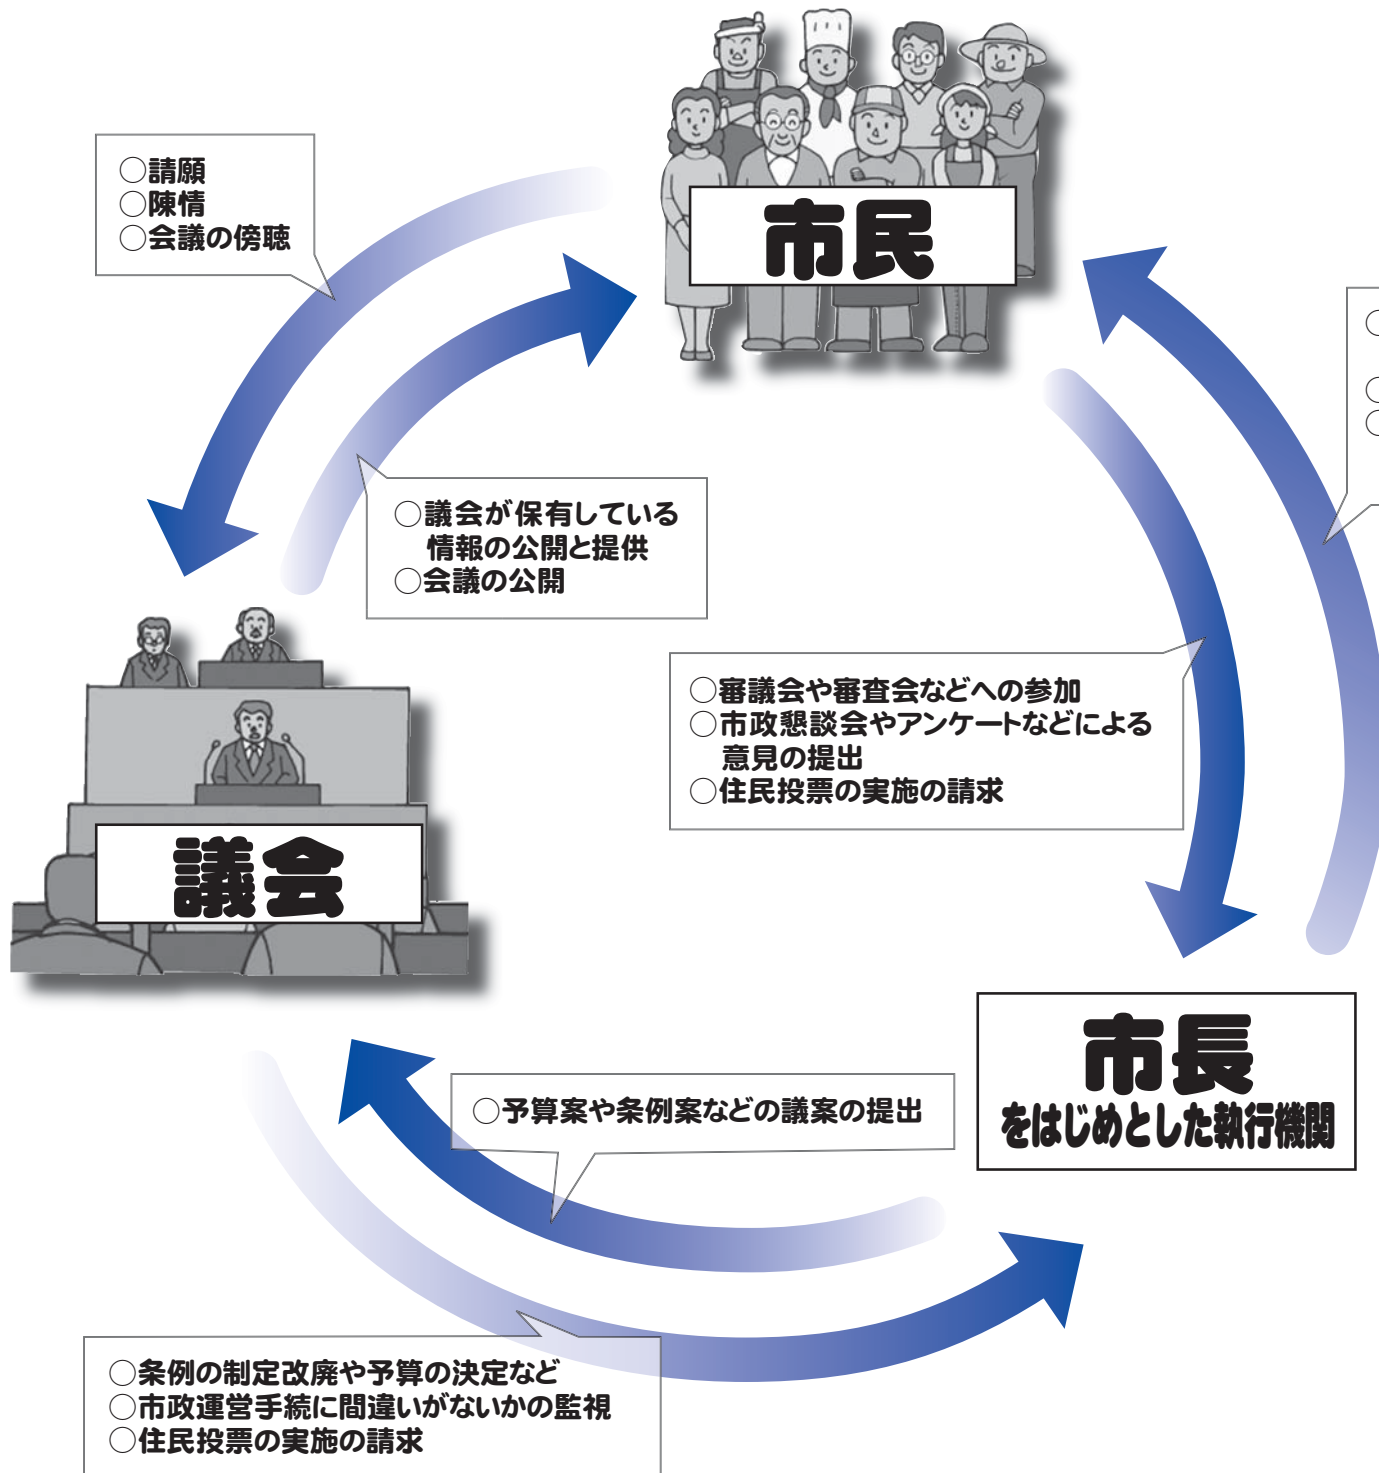 市民
○請願
○陳情
○会議の傍聴
○議会が保有している
情報の公開と提供
○会議の公開
○
○
○
○審議会や審査会などへの参加
○市政懇談会やアンケートなどによる
意見の提出
○住民投票の実施の請求
議会
市長
をはじめとした執行機関
○予算案や条例案などの議案の提出
○条例の制定改廃や予算の決定など
○市政運営手続に間違いがないかの監視
○住民投票の実施の請求